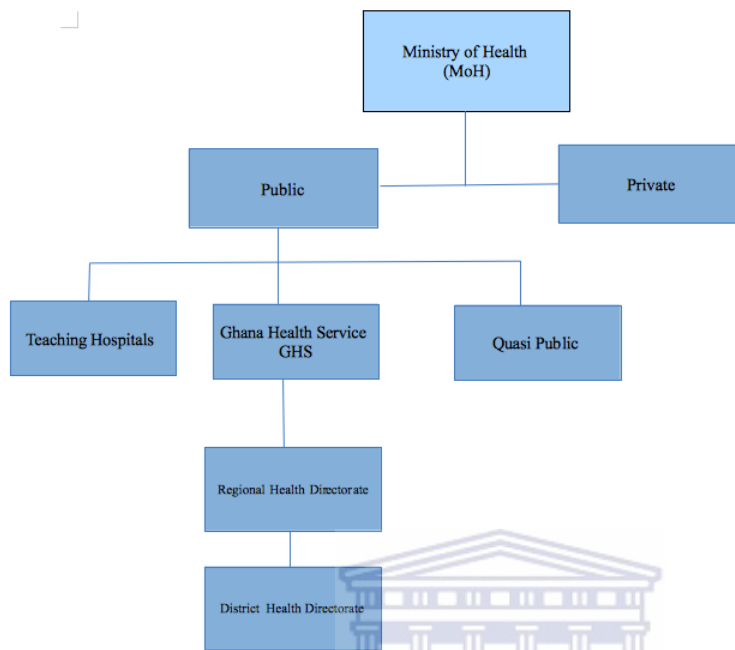 Ministry of Health
(MoH)
Public
Private
Teaching Hospitals
Ghana Health Service
GHS
Quasi Public
Regional Health Directorate
District Health Directorate